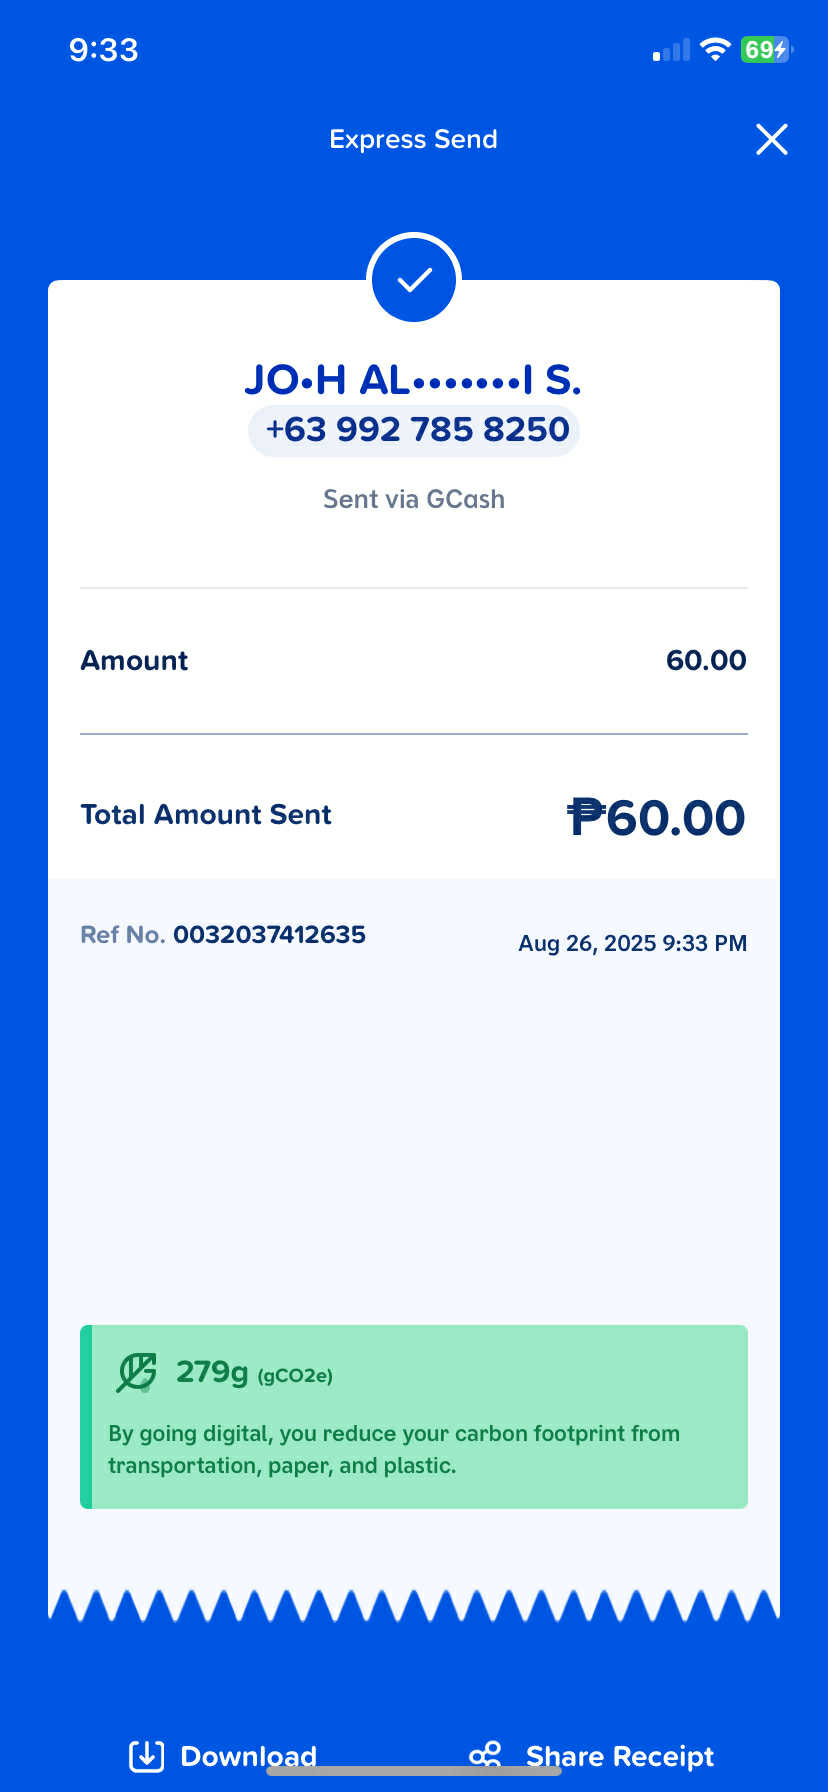 9:33
69
Express Send
JO•H AL•••••••I S.
+63 992 785 8250
Sent via GCash
Amount 60.00
Total Amount Sent ₱60.00
Ref No. 0032037412635
Aug 26, 2025 9:33 PM
279g (gCO2e)
By going digital, you reduce your carbon footprint from
transportation, paper, and plastic.
Download Share Receipt